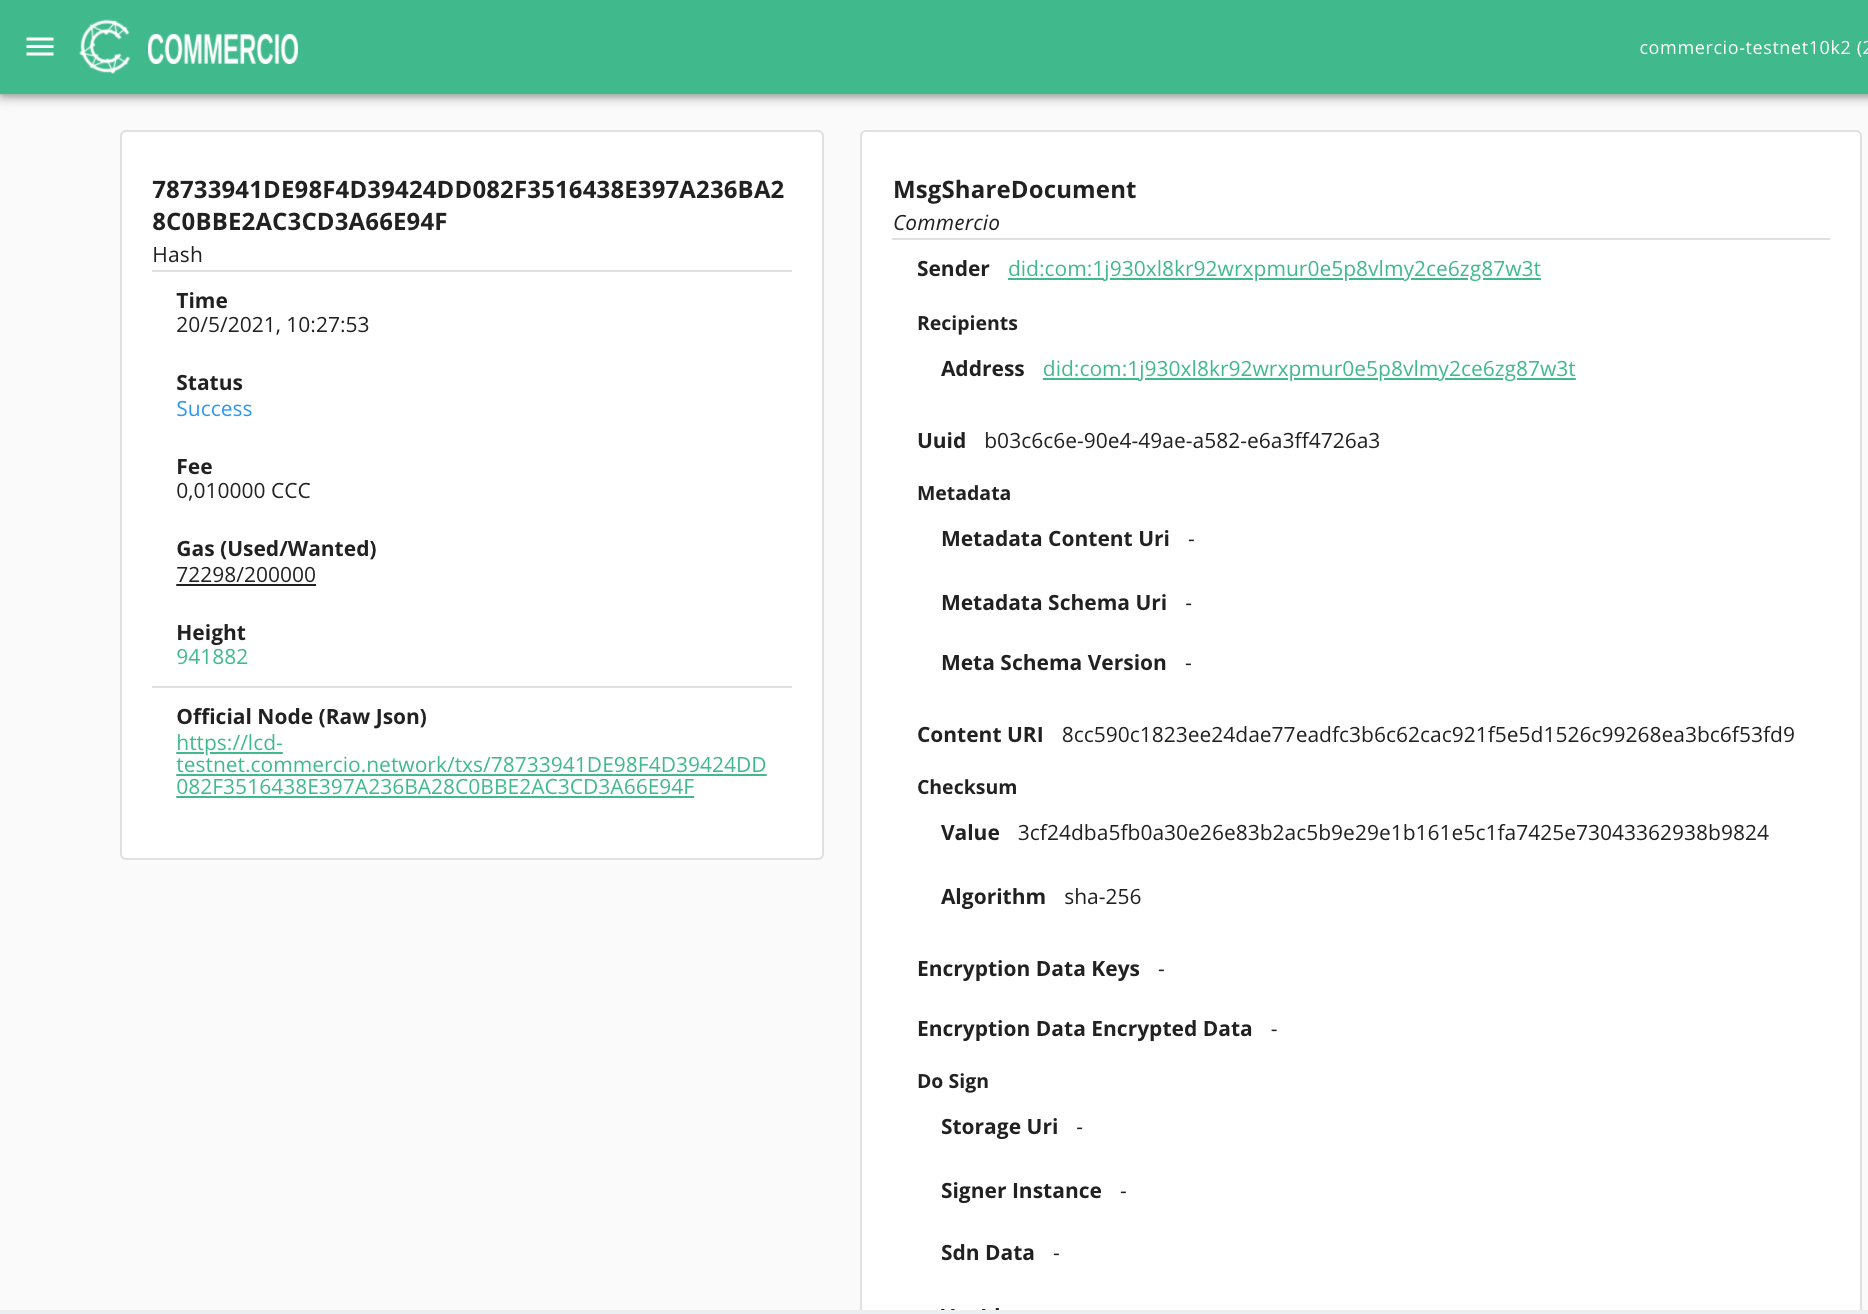 COMMERCIO
commercio-testnet10k2 (2
78733941DE98F4D39424DD082F3516438E397A236BA2
8C0BBE2AC3CD3A66E94F
Hash
Time
20/5/2021, 10:27:53
Status
Success
Fee
0,010000 CCC
Gas (Used/Wanted)
72298/200000
Height
941882
Official Node (Raw Json)
https://lcd-
testnet.commercio.network/txs/78733941DE98F4D39424DD
082F3516438E397A236BA28C0BBE2AC3CD3A66E94F
MsgShareDocument
Commercio
Sender did:com:1j930xl8kr92wrxpmur0e5p8vlmy2ce6zg87w3t
Recipients
Address did:com:1j930xl8kr92wrxpmur0e5p8vlmy2ce6zg87w3t
Uuid b03c6c6e-90e4-49ae-a582-e6a3ff4726a3
Metadata
Metadata Content Uri -
Metadata Schema Uri -
Meta Schema Version -
Content URI 8cc590c1823ee24dae77eadfc3b6c62cac921f5e5d1526c99268ea3bc6f53fd9
Checksum
Value 3cf24dba5fb0a30e26e83b2ac5b9e29e1b161e5c1fa7425e73043362938b9824
Algorithm sha-256
Encryption Data Keys -
Encryption Data Encrypted Data -
Do Sign
Storage Uri -
Signer Instance -
Sdn Data -